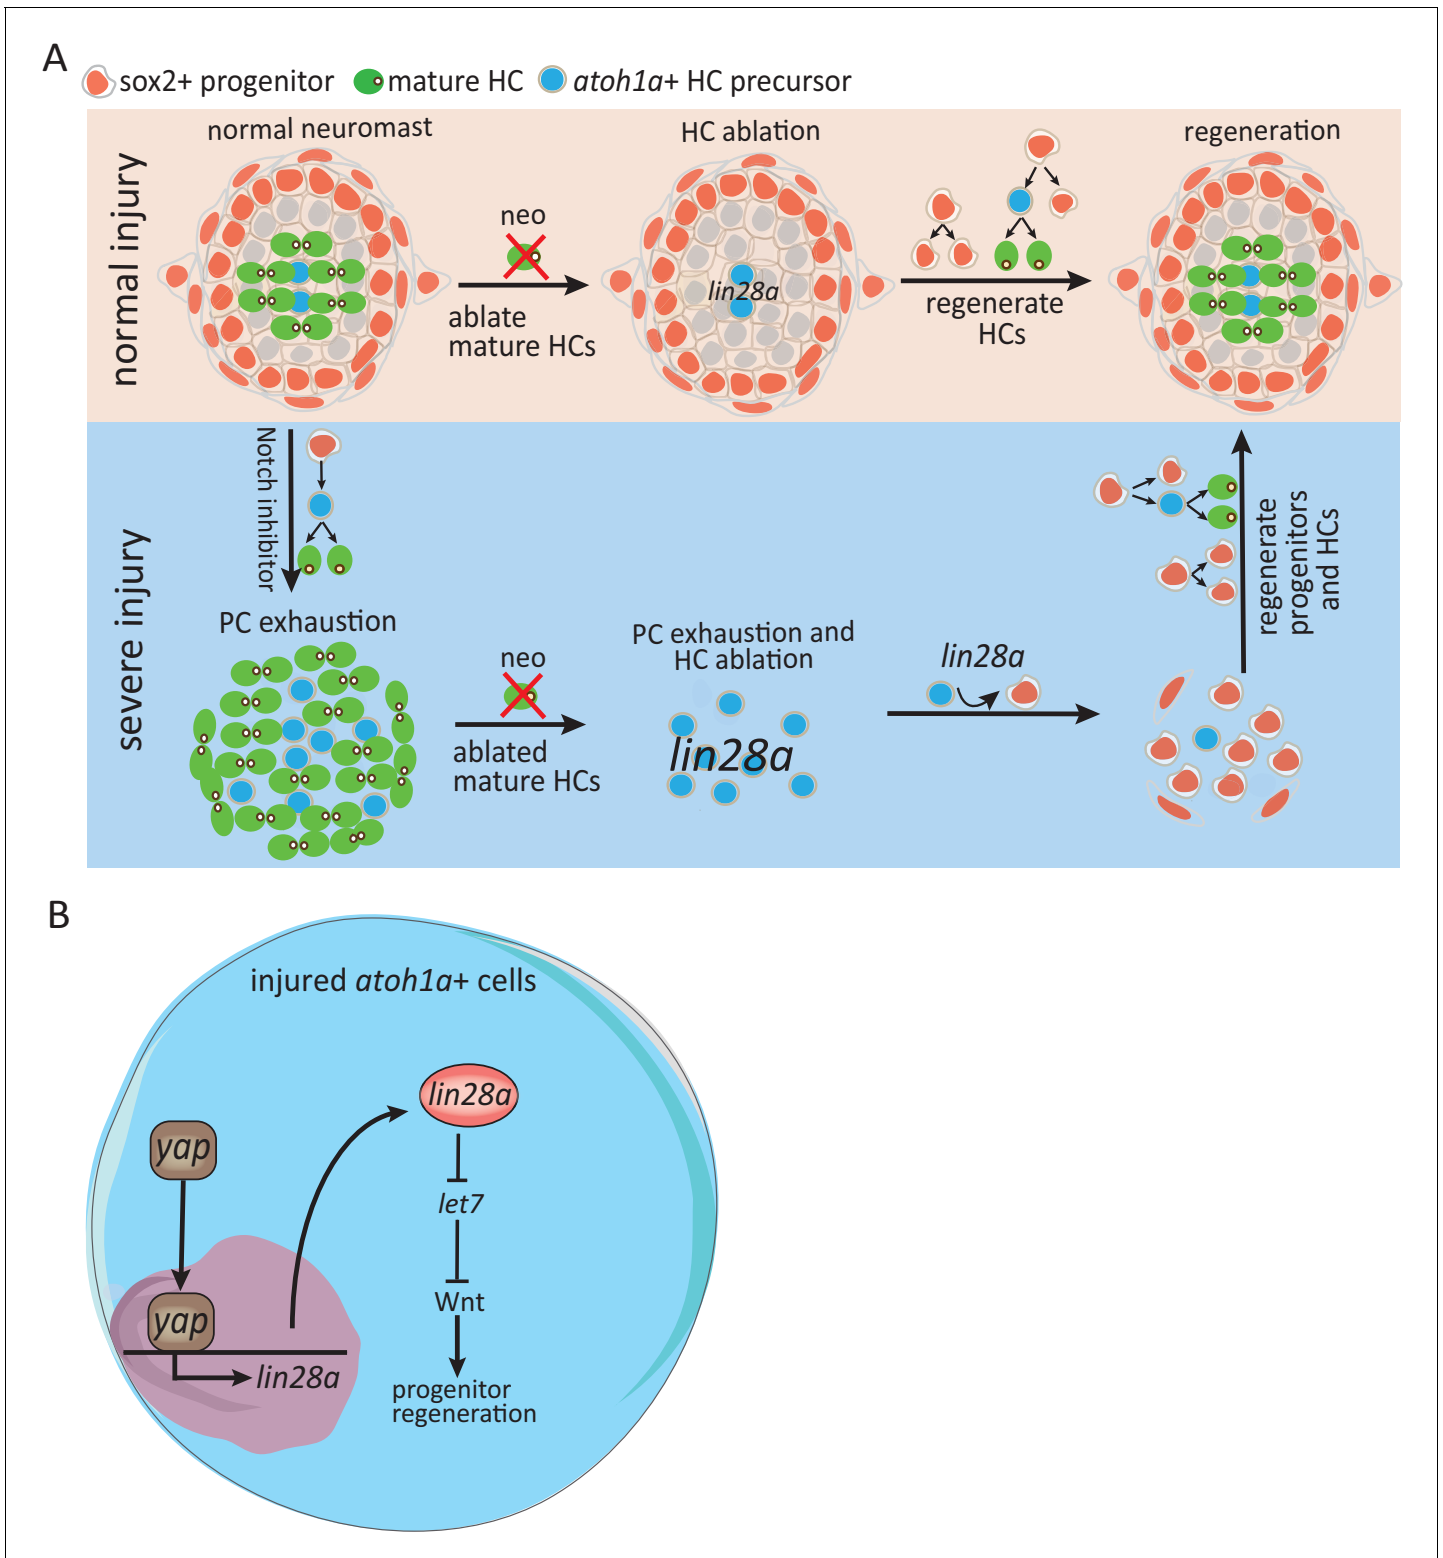 A
sox2+ progenitor
mature HC
atoh1a+ HC precursor
normal injury
normal neuromast
HC ablation
regeneration
neo
ablate
mature HCs
lin28a
regenerate
HCs
severe injury
Notch inhibitor
PC exhaustion
neo
ablated
mature HCs
PC exhaustion and
HC ablation
lin28a
lin28a
regenerate
progenitors
and HCs
B
injured atoh1a+ cells
lin28a
yap
let7
Wnt
yap
lin28a
progenitor
regeneration